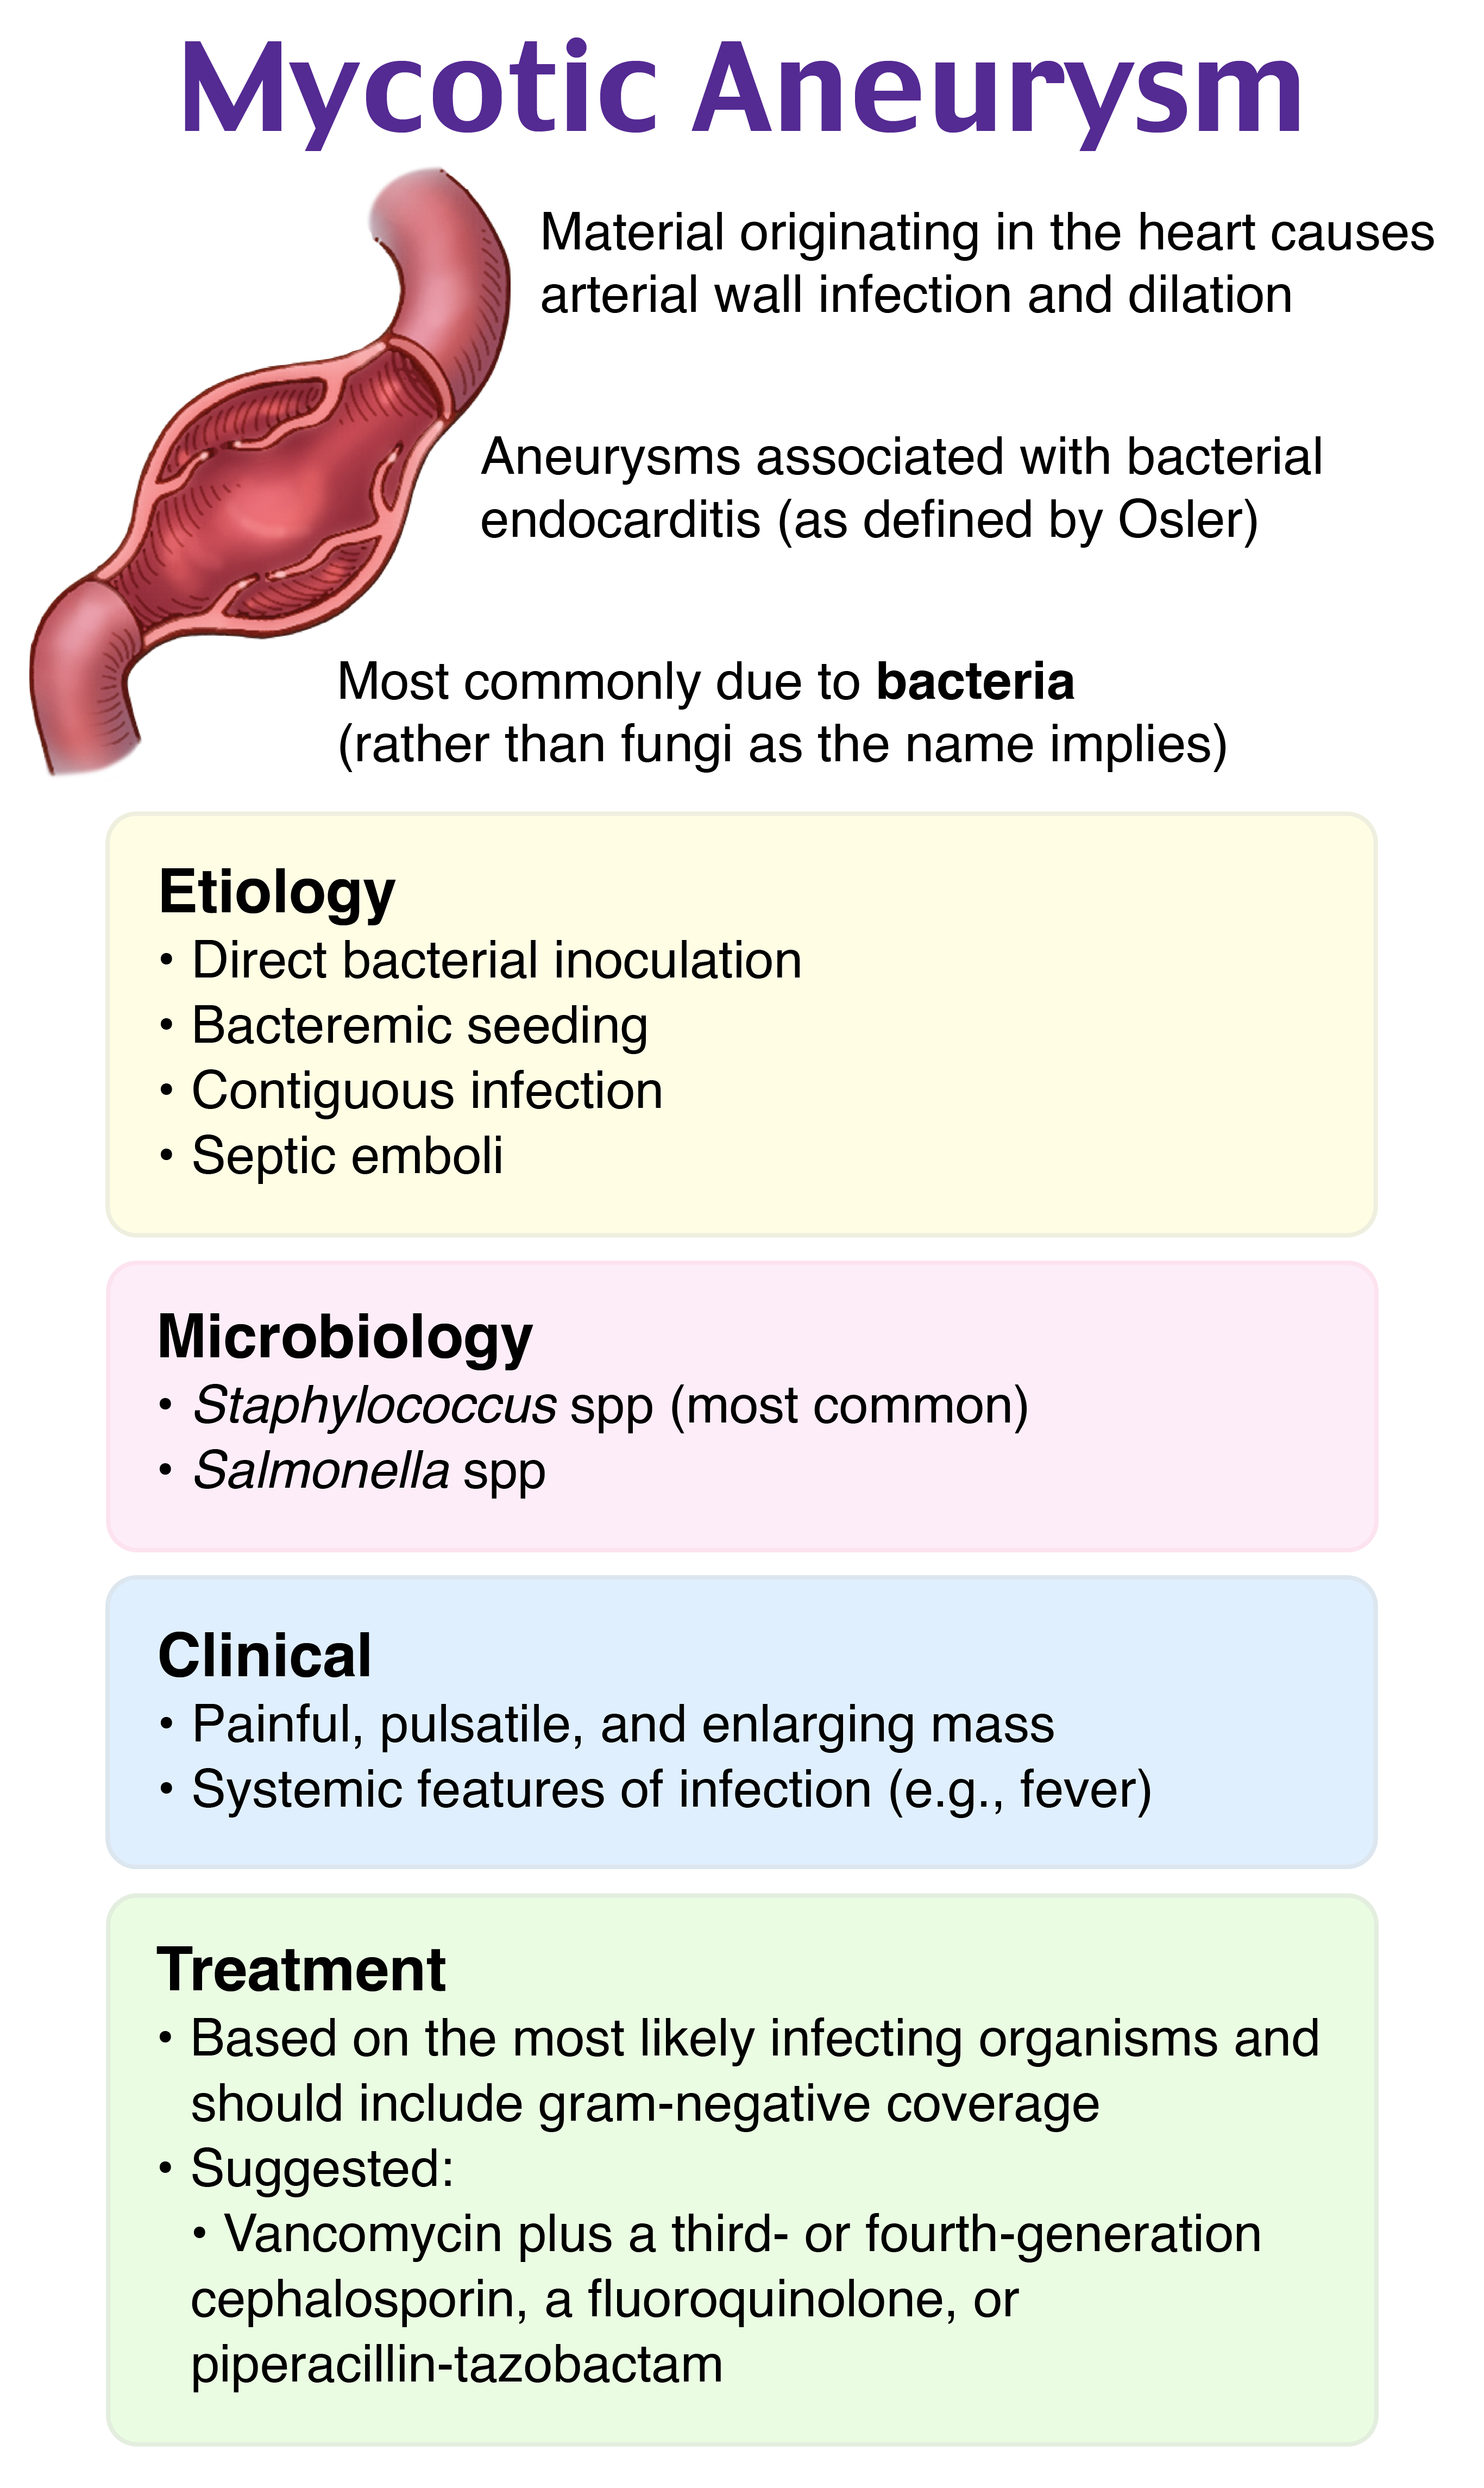 Mycotic Aneurysm
Material originating in the heart causes
arterial wall infection and dilation
Aneurysms associated with bacterial
endocarditis (as defined by Osler)
Most commonly due to bacteria
(rather than fungi as the name implies)
Etiology
• Direct bacterial inoculation
• Bacteremic seeding
• Contiguous infection
• Septic emboli
Microbiology
• Staphylococcus spp (most common)
• Salmonella spp
Clinical
• Painful, pulsatile, and enlarging mass
• Systemic features of infection (e.g., fever)
Treatment
• Based on the most likely infecting organisms and
should include gram-negative coverage
• Suggested:
• Vancomycin plus a third- or fourth-generation
cephalosporin, a fluoroquinolone, or
piperacillin-tazobactam